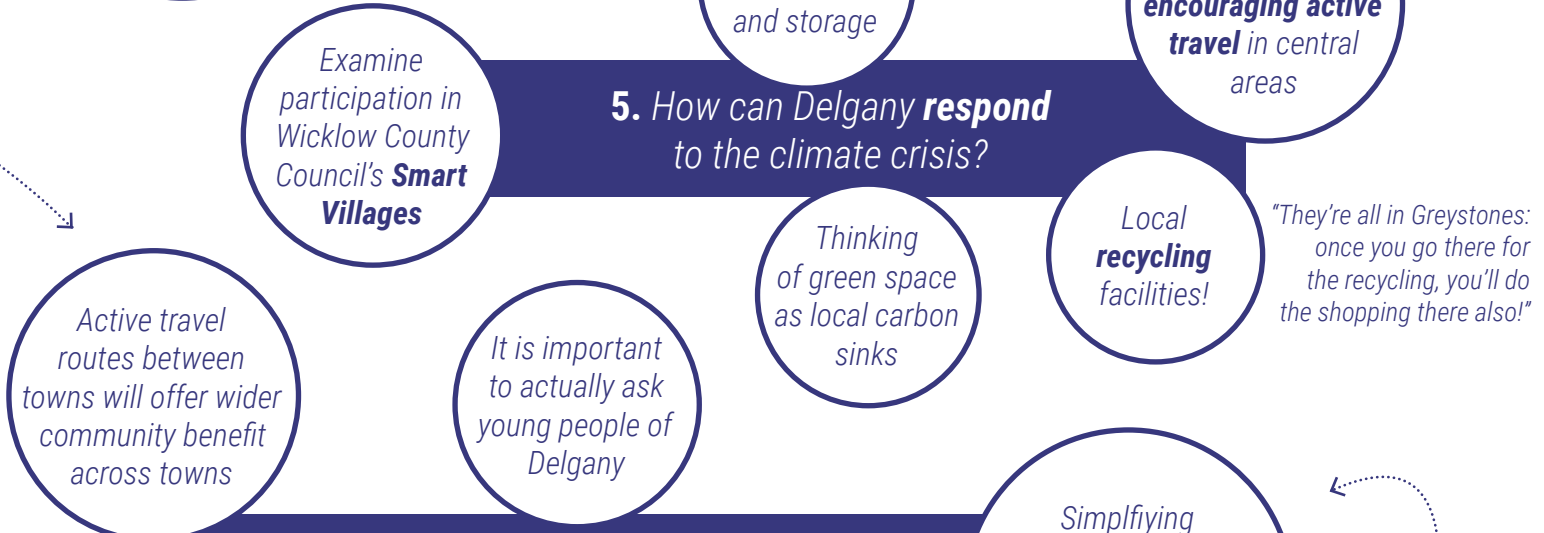 and storage
encouraging active
travel in central
areas
Examine
participation in
Wicklow County
Council's Smart
Villages
5. How can Delgany respond
to the climate crisis?
Thinking
of green space
as local carbon
sinks
Local
recycling
facilities!
"They're all in Greystones:
once you go there for
the recycling, you'll do
the shopping there also!"
Active travel
routes between
towns will offer wider
community benefit
across towns
It is important
to actually ask
young people of
Delgany
Simplfiying